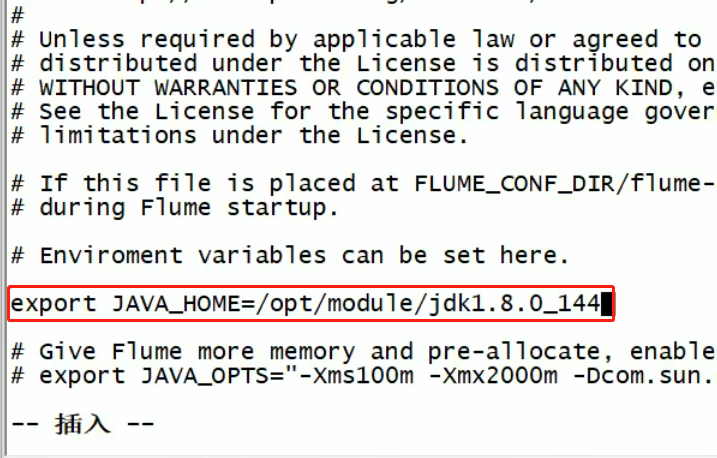 #
# Unless required by applicable law or agreed to
# distributed under the License is distributed on
# WITHOUT WARRANTIES OR CONDITIONS OF ANY KIND, e
# See the License for the specific language gover
# limitations under the License.
# If this file is placed at FLUME_CONF_DIR/flume-
# during Flume startup.
# Enviroment variables can be set here.
export JAVA_HOME=/opt/module/jdk1.8.0_144
# Give Flume more memory and pre-allocate, enable
# export JAVA_OPTS="-Xms100m -Xmx2000m -Dcom.sun.
-- 插入 --